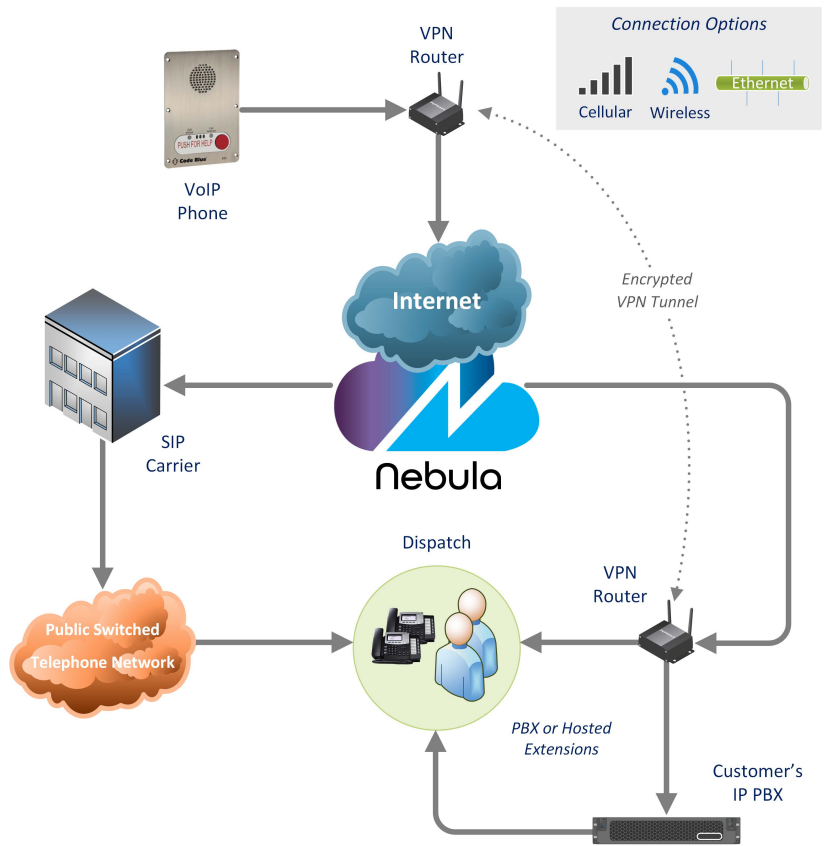 Connection Options
Cellular
Wireless
Ethernet
VPN
Router
PUSH FOR HELP
Code Blue
VoIP
Phone
Internet
Encrypted
VPN Tunnel
nebula
SIP
Carrier
Dispatch
VPN
Router
Public Switched
Telephone Network
PBX or Hosted
Extensions
Customer's
IP PBX